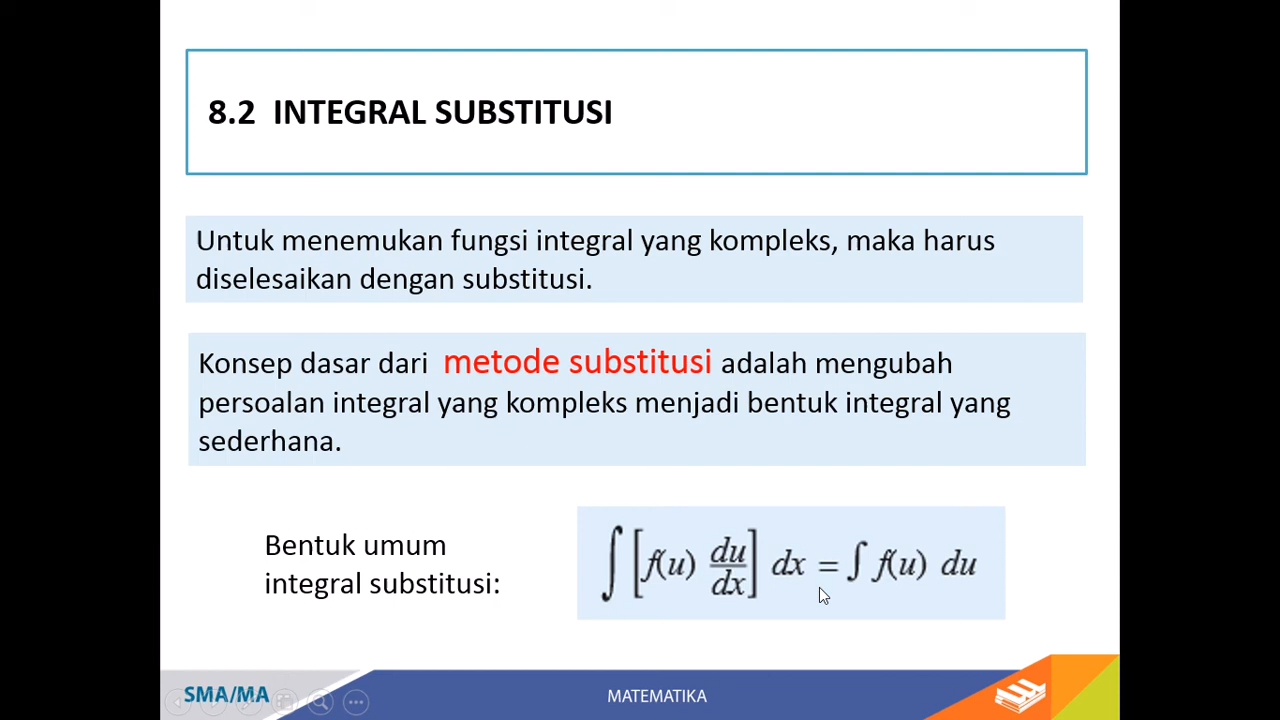 8.2 INTEGRAL SUBSTITUSI
Untuk menemukan fungsi integral yang kompleks, maka harus
diselesaikan dengan substitusi.
Konsep dasar dari metode substitusi adalah mengubah
persoalan integral yang kompleks menjadi bentuk integral yang
sederhana.
Bentuk umum
integral substitusi:
∫ [f(u) du/dx] dx = ∫ f(u) du
SMA/MA
MATEMATIKA